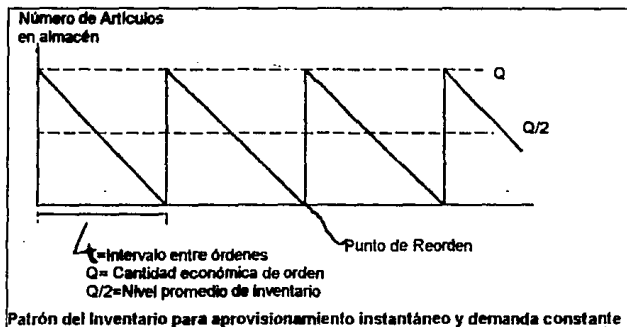 Número de Artículos
en almacén
Q
Q/2
Punto de Reorden
t=Intervalo entre órdenes
Q= Cantidad económica de orden
Q/2=Nivel promedio de inventario
Patrón del Inventario para aprovisionamiento instantáneo y demanda constante